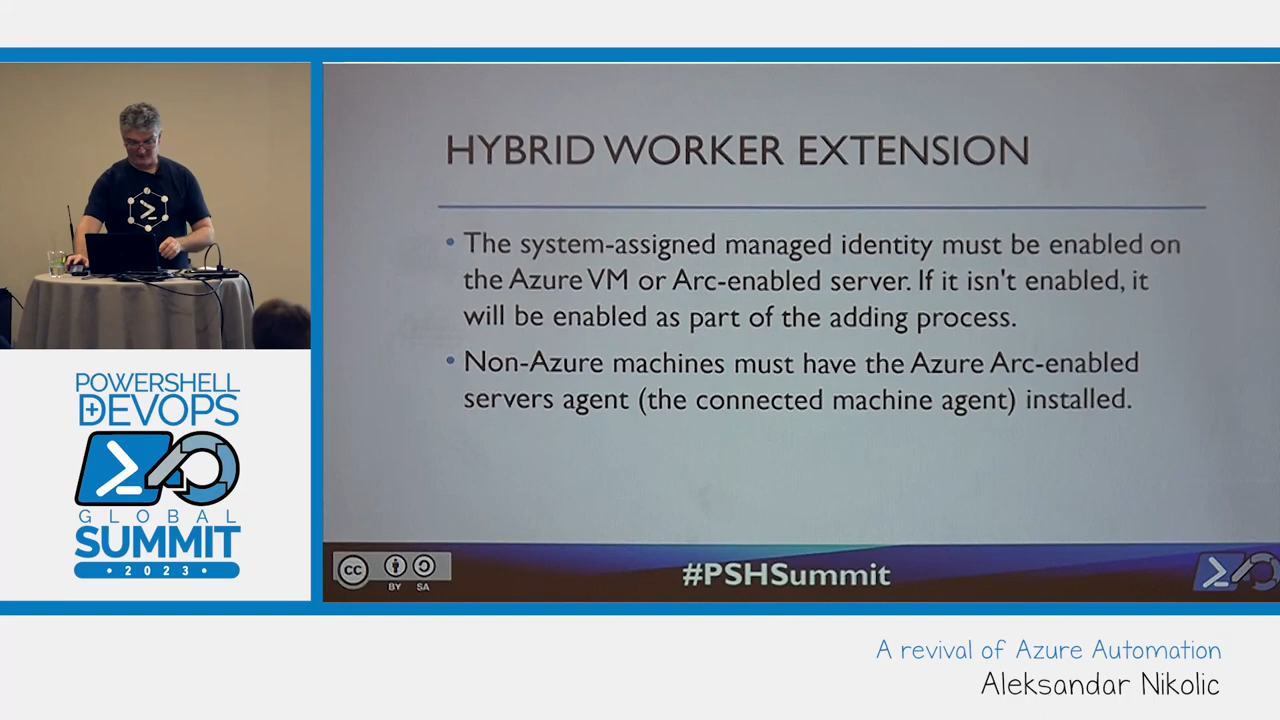 HYBRID WORKER EXTENSION
• The system-assigned managed identity must be enabled on
the Azure VM or Arc-enabled server. If it isn't enabled, it
will be enabled as part of the adding process.
• Non-Azure machines must have the Azure Arc-enabled
servers agent (the connected machine agent) installed.
POWERSHELL
+DEVOPS
GLOBAL
SUMMIT
• 2023 •
CC
BY SA
#PSHSummit
A revival of Azure Automation
Aleksandar Nikolic